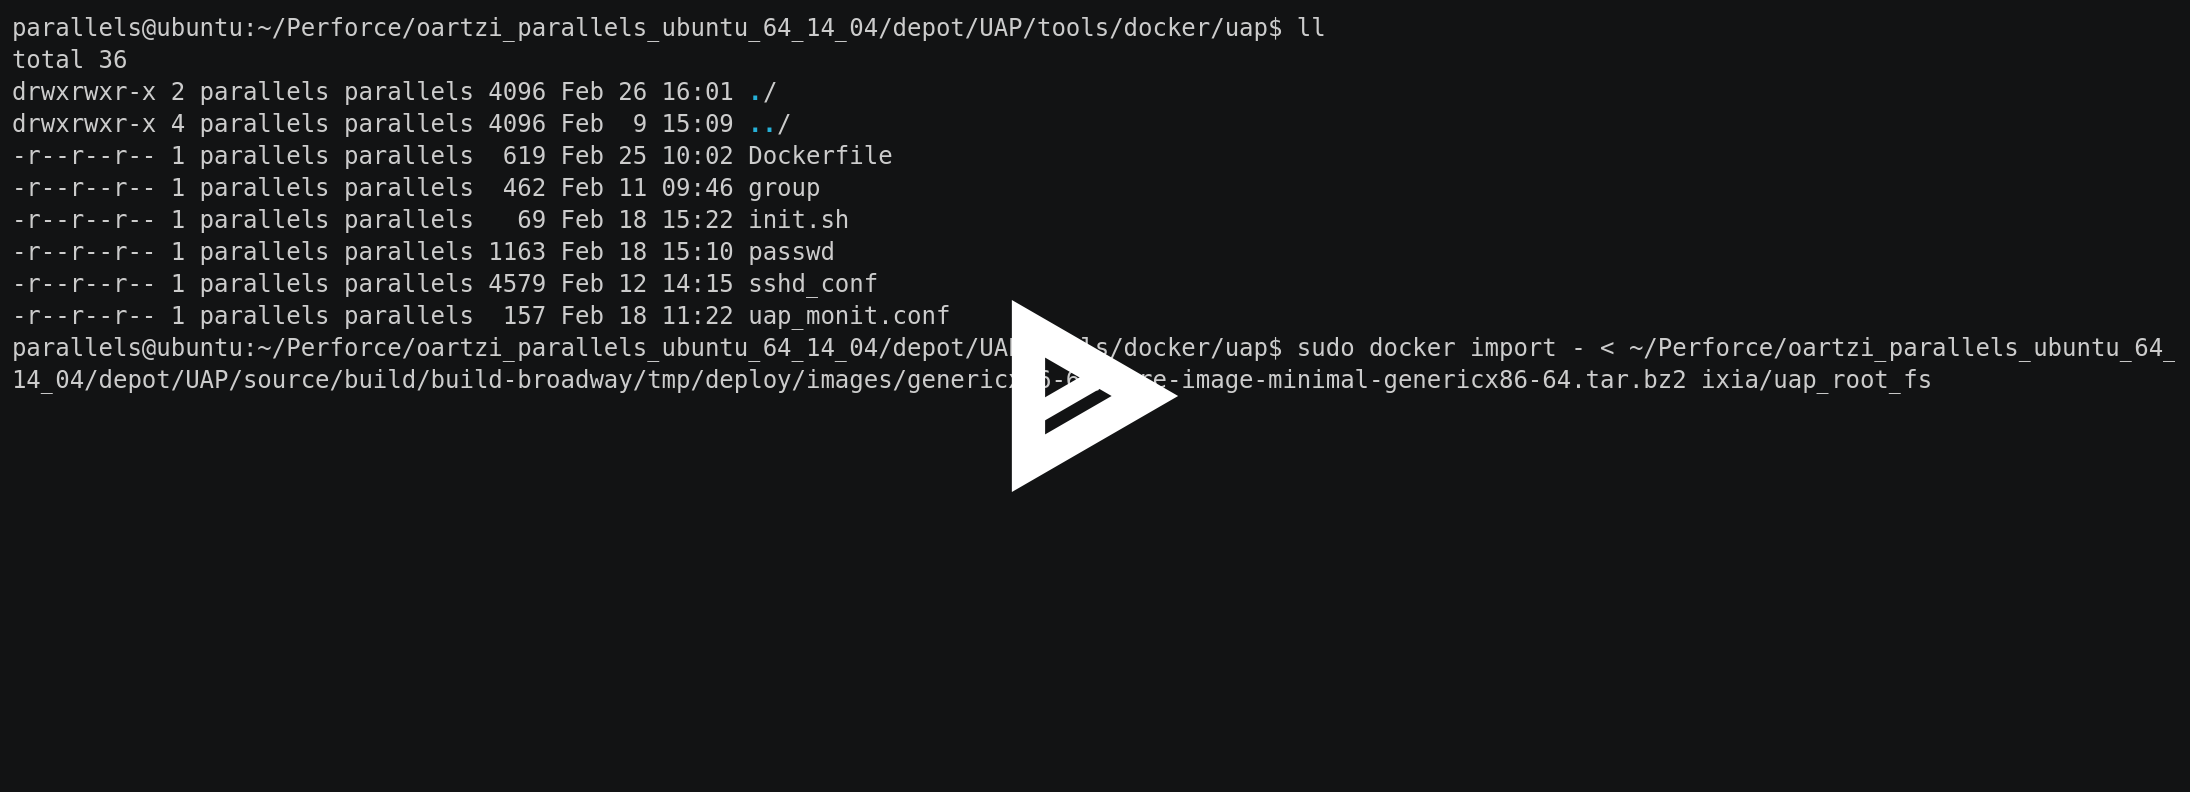 parallels@ubuntu:~/Perforce/oartzi_parallels_ubuntu_64_14_04/depot/UAP/tools/docker/uap$ ll
total 36
drwxrwxr-x 2 parallels parallels 4096 Feb 26 16:01 ./
drwxrwxr-x 4 parallels parallels 4096 Feb  9 15:09 ../
-r--r--r-- 1 parallels parallels  619 Feb 25 10:02 Dockerfile
-r--r--r-- 1 parallels parallels  462 Feb 11 09:46 group
-r--r--r-- 1 parallels parallels   69 Feb 18 15:22 init.sh
-r--r--r-- 1 parallels parallels 1163 Feb 18 15:10 passwd
-r--r--r-- 1 parallels parallels 4579 Feb 12 14:15 sshd_conf
-r--r--r-- 1 parallels parallels  157 Feb 18 11:22 uap_monit.conf
parallels@ubuntu:~/Perforce/oartzi_parallels_ubuntu_64_14_04/depot/UAP/tools/docker/uap$ sudo docker import - < ~/Perforce/oartzi_parallels_ubuntu_64_
14_04/depot/UAP/source/build/build-broadway/tmp/deploy/images/genericx -image-minimal-genericx86-64.tar.bz2 ixia/uap_root_fs